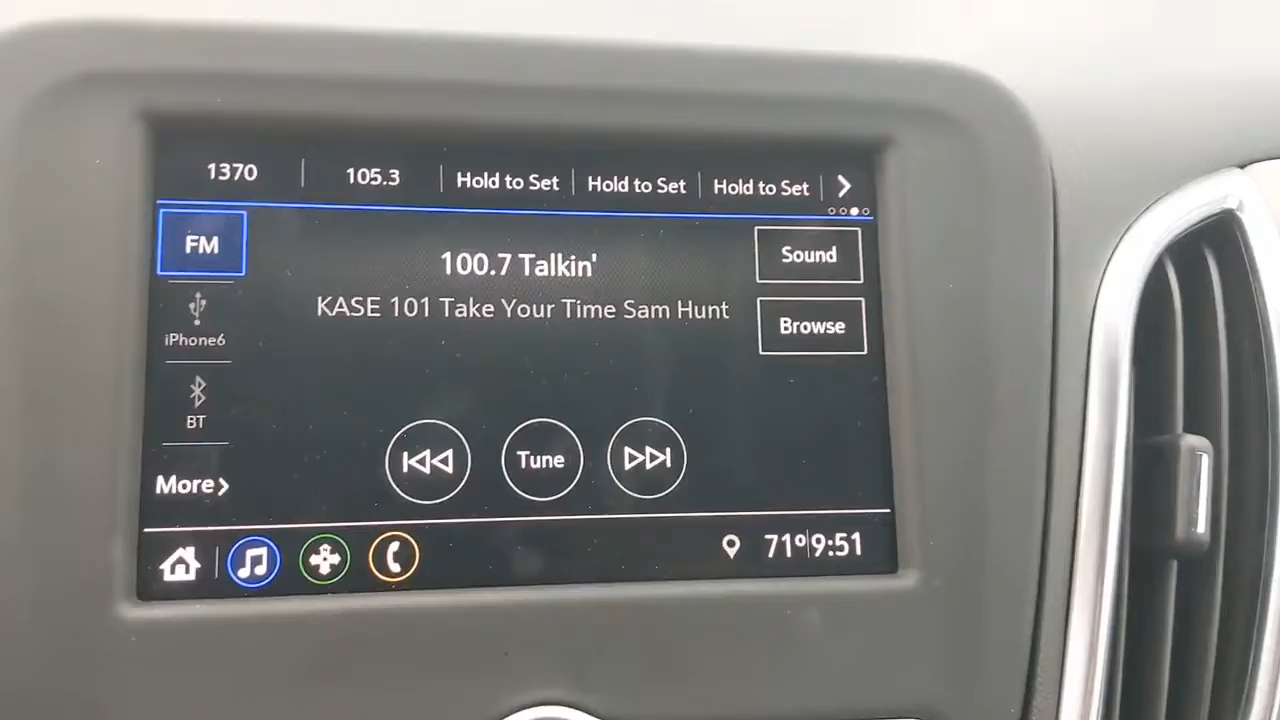 1370 105.3 Hold to Set Hold to Set Hold to Set
FM
100.7 Talkin'
Sound
KASE 101 Take Your Time Sam Hunt
iPhone6
Browse
BT
Tune
More
71° 9:51